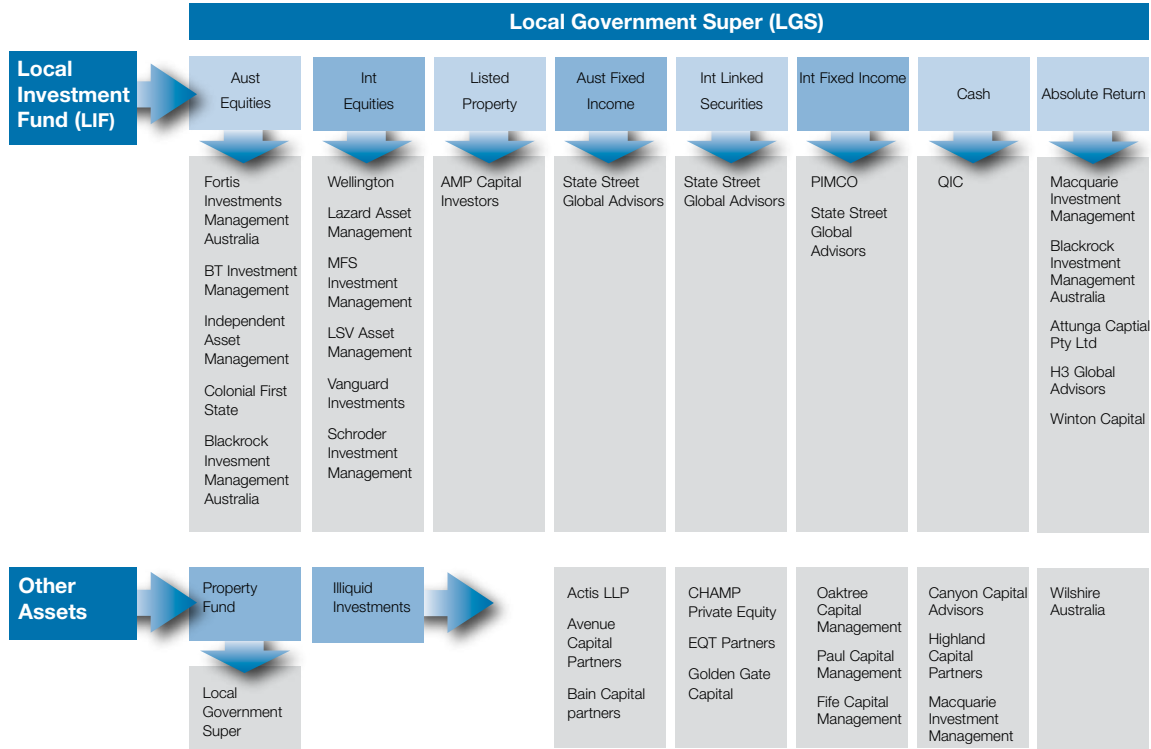 Local Government Super (LGS)
Local
Investment
Fund (LIF)
Aust
Equities
Int
Equities
Listed
Property
Aust Fixed
Income
Int Linked
Securities
Int Fixed Income
Cash
Absolute Return
Fortis
Investments
Management
Australia
BT Investment
Management
Independent
Asset
Management
Colonial First
State
Blackrock
Invesment
Management
Australia
Wellington
Lazard Asset
Management
MFS
Investment
Management
LSV Asset
Management
Vanguard
Investments
Schroder
Investment
Management
AMP Capital
Investors
State Street
Global Advisors
State Street
Global Advisors
PIMCO
State Street
Global
Advisors
QIC
Macquarie
Investment
Management
Blackrock
Investment
Management
Australia
Attunga Captial
Pty Ltd
H3 Global
Advisors
Winton Capital
Other
Assets
Property
Fund
Local
Government
Super
Illiquid
Investments
Actis LLP
Avenue
Capital
Partners
Bain Capital
partners
CHAMP
Private Equity
EQT Partners
Golden Gate
Capital
Oaktree
Capital
Management
Paul Capital
Management
Fife Capital
Management
Canyon Capital
Advisors
Highland
Capital
Partners
Macquarie
Investment
Management
Wilshire
Australia